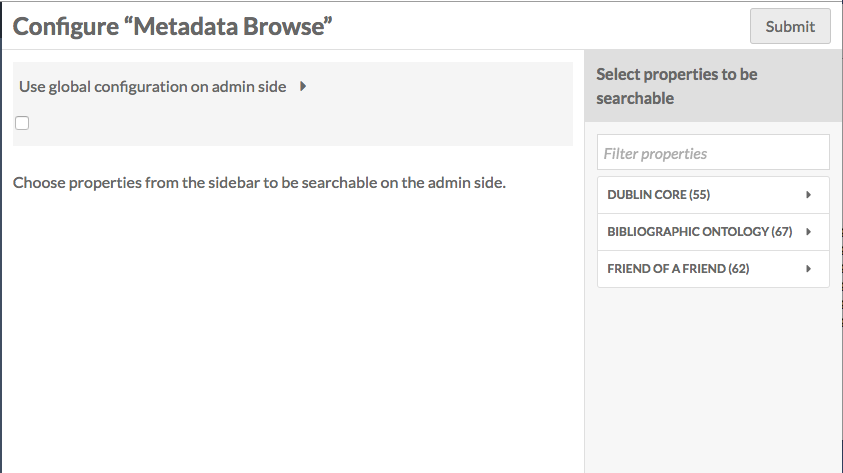 Configure “Metadata Browse”
Submit
Use global configuration on admin side
Choose properties from the sidebar to be searchable on the admin side.
Select properties to be
searchable
Filter properties
DUBLIN CORE (55)
BIBLIOGRAPHIC ONTOLOGY (67)
FRIEND OF A FRIEND (62)